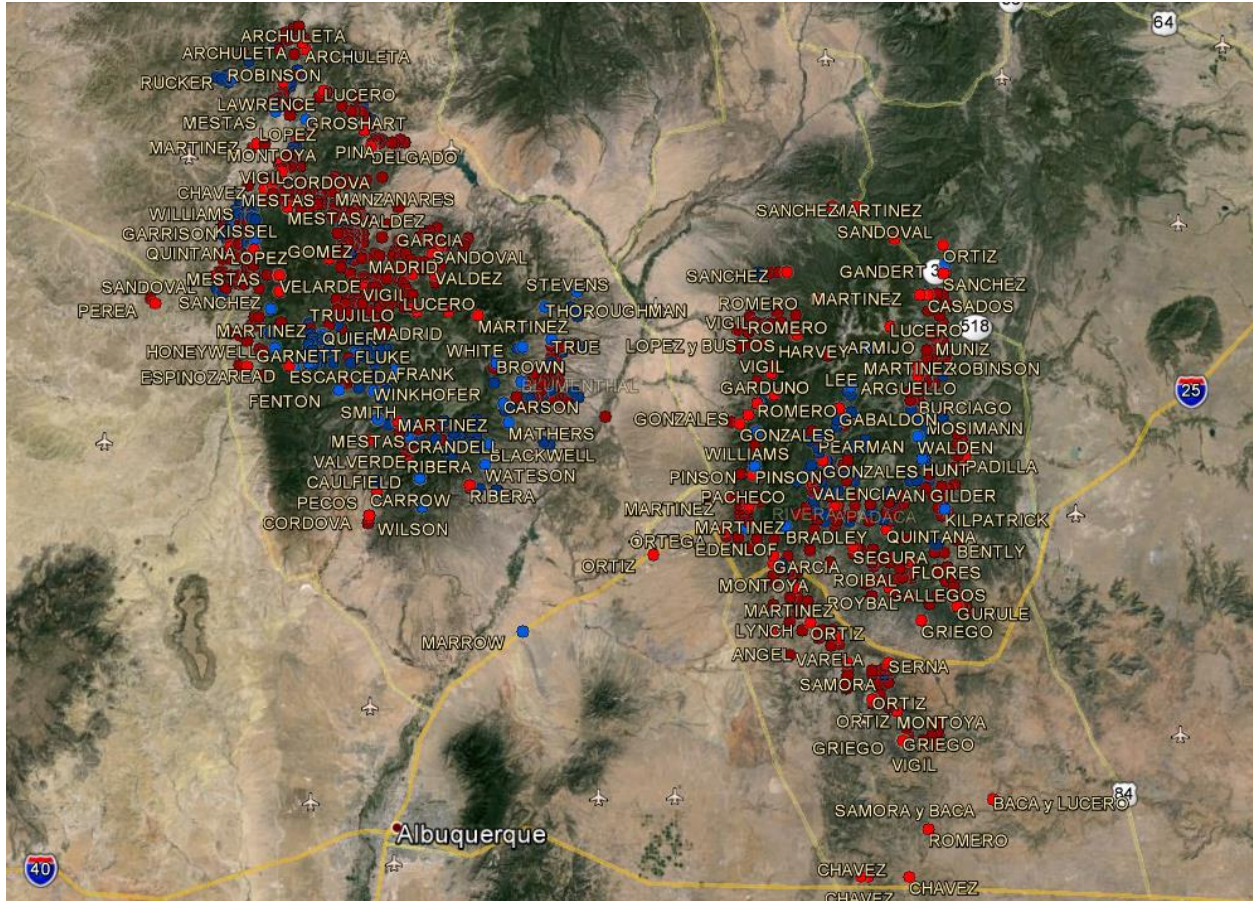 64
ARCHULETA
ARCHULETA
ARCHULETA
RUCKER
ROBINSON
LUCERO
LAWRENCE
MESTAS
GROSHART
LOPEZ
MARTINEZ
MONTOYA
PINA
DELGADO
VIGIL
CORDOVA
CHAVEZ
MESTAS
MANZANARES
WILLIAMS
MESTAS
VALDEZ
GARRISON
KISSEL
GARCIA
QUINTANA
LOPEZ
GOMEZ
SANDOVAL
MADRID
VALDEZ
MESTAS
SANDOVAL
PEREA
SANCHEZ
VELARDE
VIGIL
LUCERO
STEVENS
THOROUGHMAN
TRUJILLO
MARTINEZ
QUIER
MADRID
MARTINEZ
HONEYWELL
GARNETT
FLUKE
WHITE
TRUE
BROWN
ESPINOZA
READ
ESCARCEDA
FRANK
BLUMENTHAL
FENTON
WINKHOFER
CARSON
SMITH
MARTINEZ
MATHERS
MESTAS
CRANDELL
BLACKWELL
VALVERDE
RIBERA
WATESON
CAULFIELD
PECOS
CARROW
RIBERA
CORDOVA
WILSON
SANCHEZ
MARTINEZ
SANDOVAL
ORTIZ
GANDERT
3
SANCHEZ
SANCHEZ
ROMERO
MARTINEZ
CASADOS
VIGIL
ROMERO
LUCERO
518
LOPEZ y BUSTOS
HARVEY
ARMIJO
MUNIZ
VIGIL
MARTINEZ
ROBINSON
GARDUNO
LEE
ARGUELLO
25
GONZALES
ROMERO
GABALDON
BURCIAGO
MOSIMANN
GONZALES
PEARMAN
WALDEN
WILLIAMS
GONZALES
HUNT
PADILLA
PINSON
PINSON
PACHECO
VALENCIA
VAN GILDER
MARTINEZ
RIVERA
APADACA
KILPATRICK
MARTINEZ
BRADLEY
QUINTANA
ORTEGA
EDENLOF
SEGURA
BENTLY
ORTIZ
GARCIA
ROIBAL
FLORES
MONTOYA
ROYBAL
GALLEGOS
MARTINEZ
GURULE
LYNCH
ORTIZ
GRIEGO
MARROW
ANGEL
VARELA
SERNA
SAMORA
ORTIZ
ORTIZ
MONTOYA
GRIEGO
GRIEGO
VIGIL
84
SAMORA y BACA
BACA y LUCERO
Albuquerque
ROMERO
40
CHAVEZ
CHAVEZ
CHAVEZ